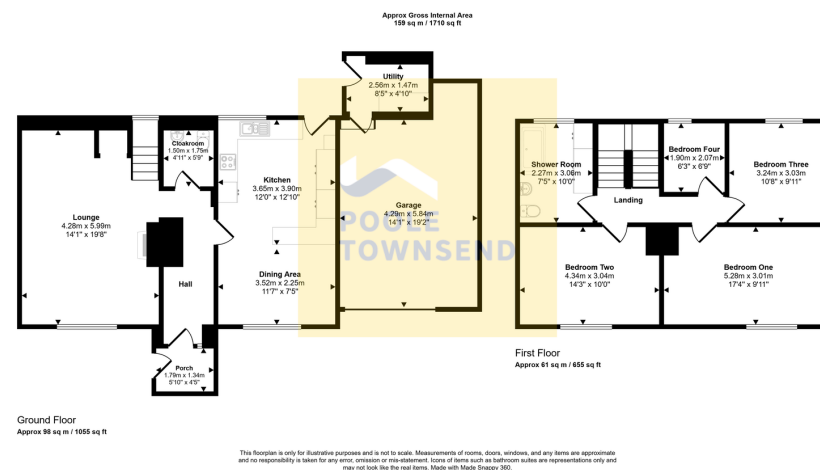 Approx Gross Internal Area
159 sq m / 1710 sq ft
Utility
2.56m x 1.47m
8'5" x 4'10"
Cloakroom
1.50m x 1.75m
4'11" x 5'9"
Kitchen
3.65m x 3.90m
12'0" x 12'10"
Lounge
4.28m x 5.99m
14'1" x 19'8"
Garage
4.29m x 5.84m
14'1" x 19'2"
POOLE
TOWNSEND
Hall
Dining Area
3.52m x 2.25m
11'7" x 7'5"
Porch
1.79m x 1.34m
5'10" x 4'5"
Shower Room
2.27m x 3.06m
7'5" x 10'0"
Bedroom Four
1.90m x 2.07m
6'3" x 6'9"
Bedroom Three
3.24m x 3.03m
10'8" x 9'11"
Landing
Bedroom Two
4.34m x 3.04m
14'3" x 10'0"
Bedroom One
5.28m x 3.01m
17'4" x 9'11"
First Floor
Approx 61 sq m / 655 sq ft
Ground Floor
Approx 98 sq m / 1055 sq ft
This floorplan is only for illustrative purposes and is not to scale. Measurements of rooms, doors, windows, and any items are approximate
and no responsibility is taken for any error, omission or mis-statement. Icons of items such as bathroom suites are representations only and
may not look like the real items. Made with Made Snappy 360.